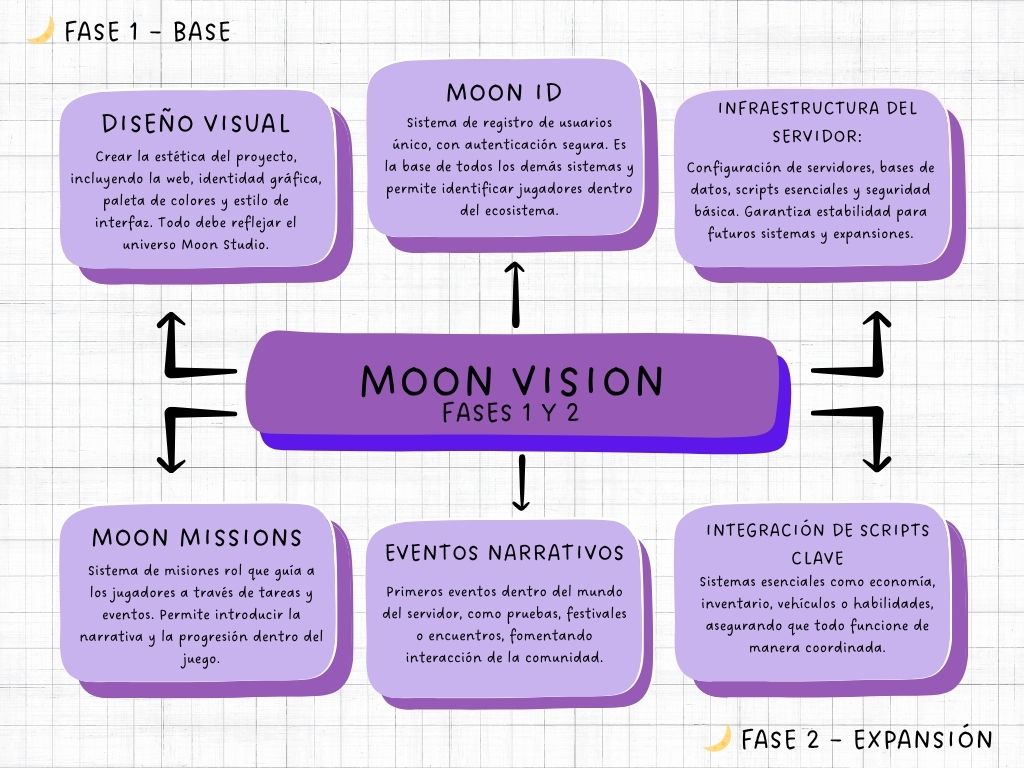 FASE 1 - BASE
DISEÑO VISUAL
Crear la estética del proyecto,
incluyendo la web, identidad gráfica,
paleta de colores y estilo de
interfaz. Todo debe reflejar el
universo Moon Studio.
MOON ID
Sistema de registro de usuarios
único, con autenticación segura. Es
la base de todos los demás sistemas y
permite identificar jugadores dentro
del ecosistema.
INFRAESTRUCTURA DEL
SERVIDOR:
Configuración de servidores, bases de
datos, scripts esenciales y seguridad
básica. Garantiza estabilidad para
futuros sistemas y expansiones.
MOON VISION
FASES 1 Y 2
MOON MISSIONS
Sistema de misiones rol que guía a
los jugadores a través de tareas y
eventos. Permite introducir la
narrativa y la progresión dentro del
juego.
EVENTOS NARRATIVOS
Primeros eventos dentro del mundo
del servidor, como pruebas, festivales
o encuentros, fomentando
interacción de la comunidad.
INTEGRACIÓN DE SCRIPTS
CLAVE
Sistemas esenciales como economía,
inventario, vehículos o habilidades,
asegurando que todo funcione de
manera coordinada.
FASE 2 - EXPANSIÓN